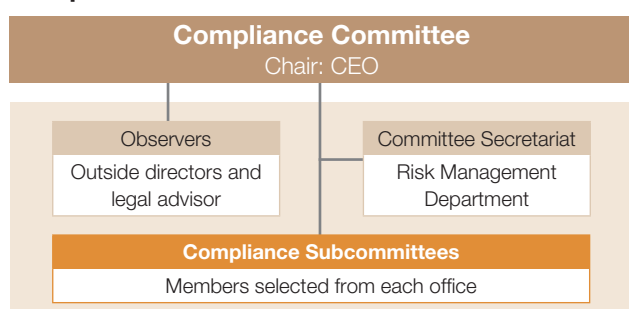 Compliance Committee
Chair: CEO
Observers
Outside directors and
legal advisor
Committee Secretariat
Risk Management
Department
Compliance Subcommittees
Members selected from each office